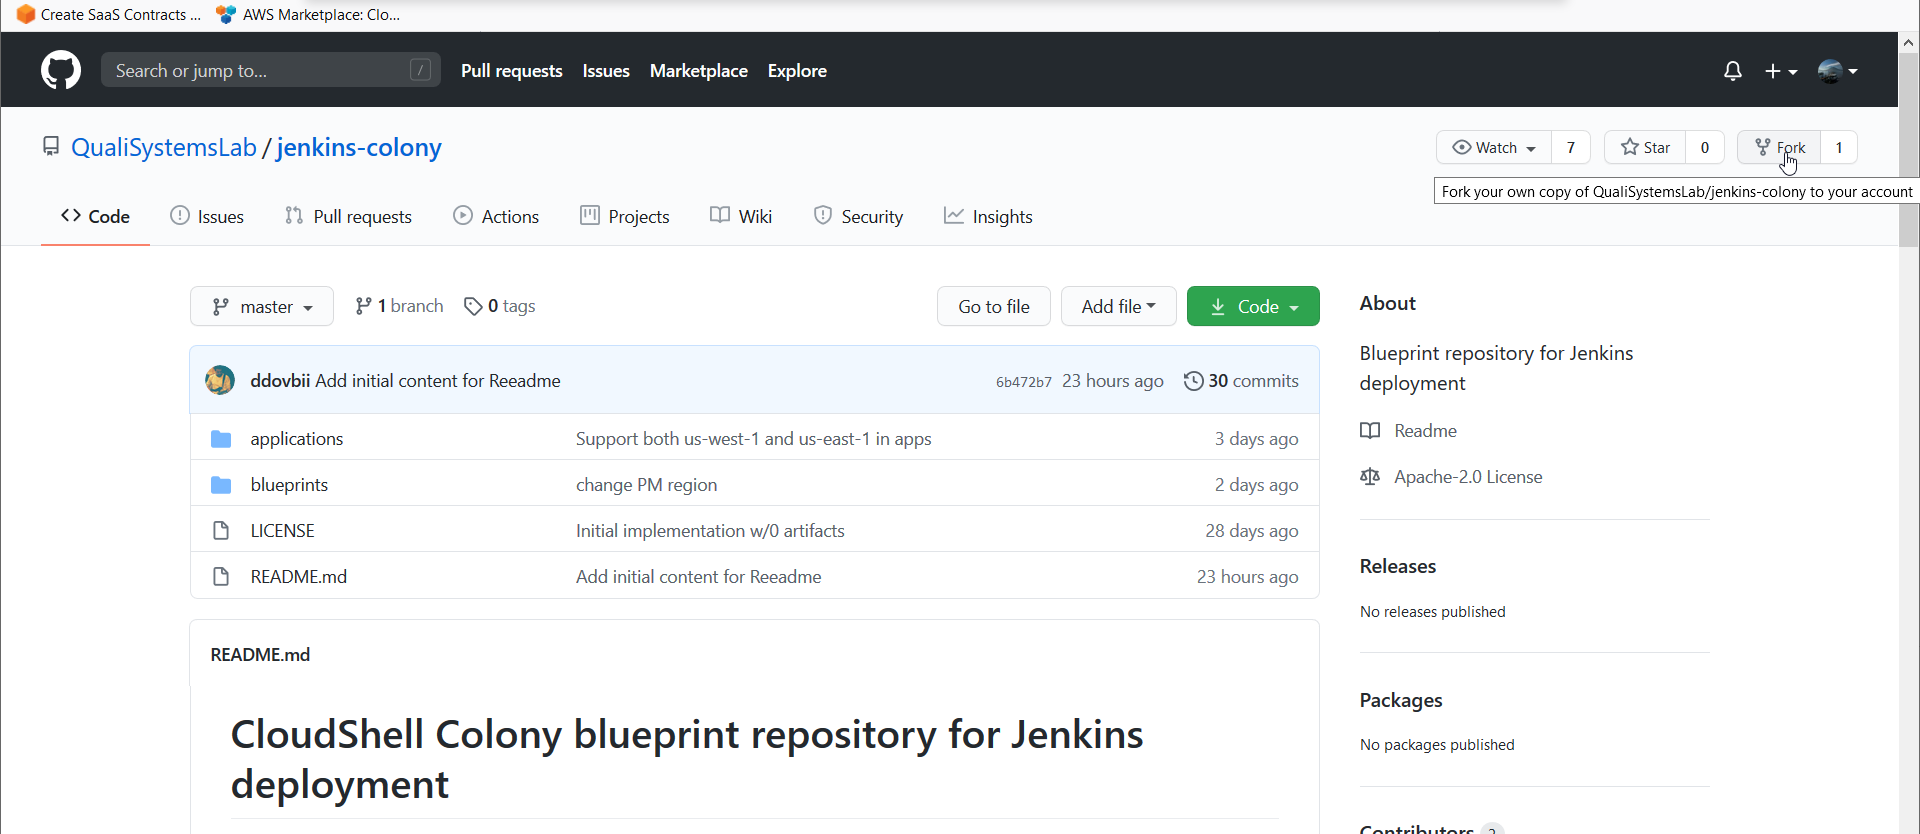 Create SaaS Contracts ... AWS Marketplace: Clo...
Search or jump to... / Pull requests Issues Marketplace Explore
QualiSystemsLab / jenkins-colony Watch 7 Star 0 Fork 1
Fork your own copy of QualiSystemsLab/jenkins-colony to your account
Code Issues Pull requests Actions Projects Wiki Security Insights
master 1 branch 0 tags Go to file Add file Code
ddovbii Add initial content for Reeadme 6b472b7 23 hours ago 30 commits
applications Support both us-west-1 and us-east-1 in apps 3 days ago
blueprints change PM region 2 days ago
LICENSE Initial implementation w/0 artifacts 28 days ago
README.md Add initial content for Reeadme 23 hours ago
README.md
CloudShell Colony blueprint repository for Jenkins
deployment
About
Blueprint repository for Jenkins
deployment
Readme
Apache-2.0 License
Releases
No releases published
Packages
No packages published
Contributors 2